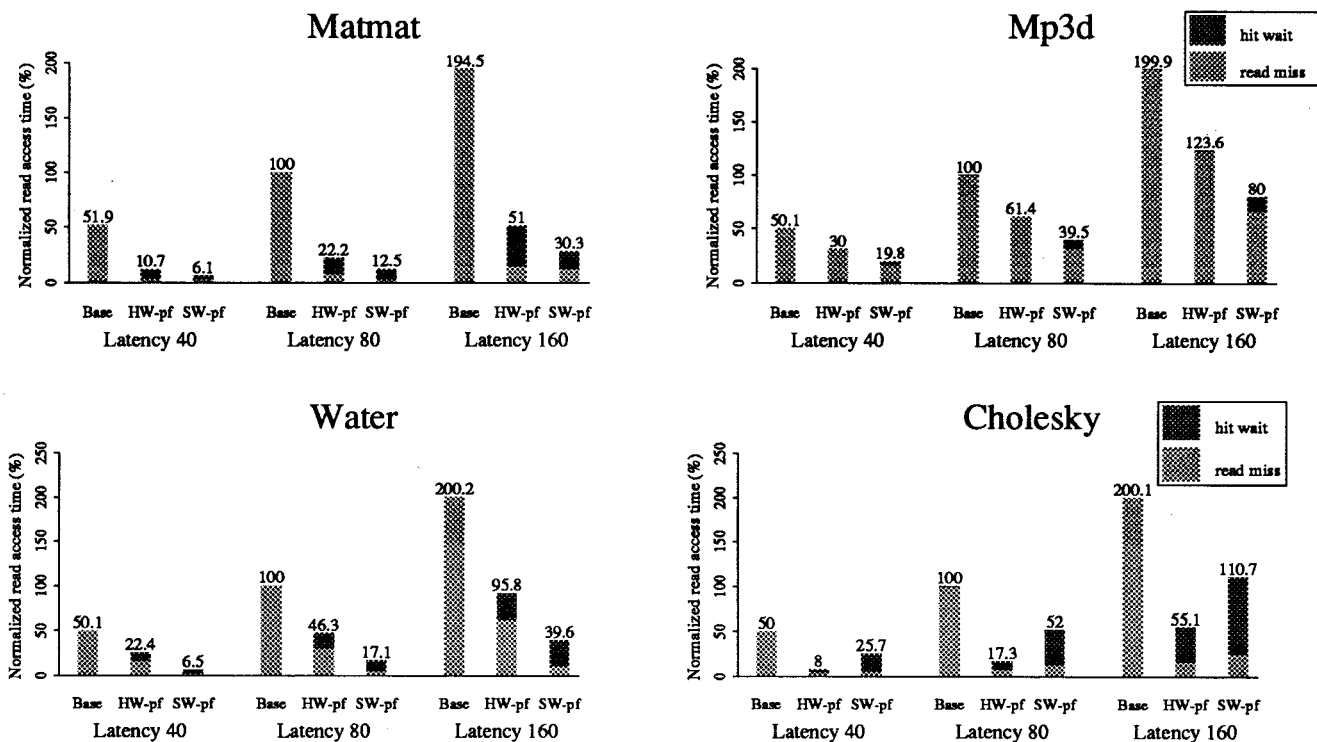 Matmat
Normalized read access time (%)
200
150
100
50
0
51.9
10.7
6.1
100
22.2
12.5
194.5
51
30.3
Base HW-pf SW-pf Base HW-pf SW-pf Base HW-pf SW-pf
Latency 40 Latency 80 Latency 160
Mp3d
hit wait
read miss
Normalized read access time (%)
200
150
100
50
0
50.1
30
19.8
100
61.4
39.5
199.9
123.6
80
Base HW-pf SW-pf Base HW-pf SW-pf Base HW-pf SW-pf
Latency 40 Latency 80 Latency 160
Water
Normalized read access time (%)
250
200
150
100
50
0
50.1
22.4
6.5
100
46.3
17.1
200.2
95.8
39.6
Base HW-pf SW-pf Base HW-pf SW-pf Base HW-pf SW-pf
Latency 40 Latency 80 Latency 160
Cholesky
hit wait
read miss
Normalized read access time (%)
250
200
150
100
50
0
50
8
25.7
100
17.3
52
200.1
55.1
110.7
Base HW-pf SW-pf Base HW-pf SW-pf Base HW-pf SW-pf
Latency 40 Latency 80 Latency 160